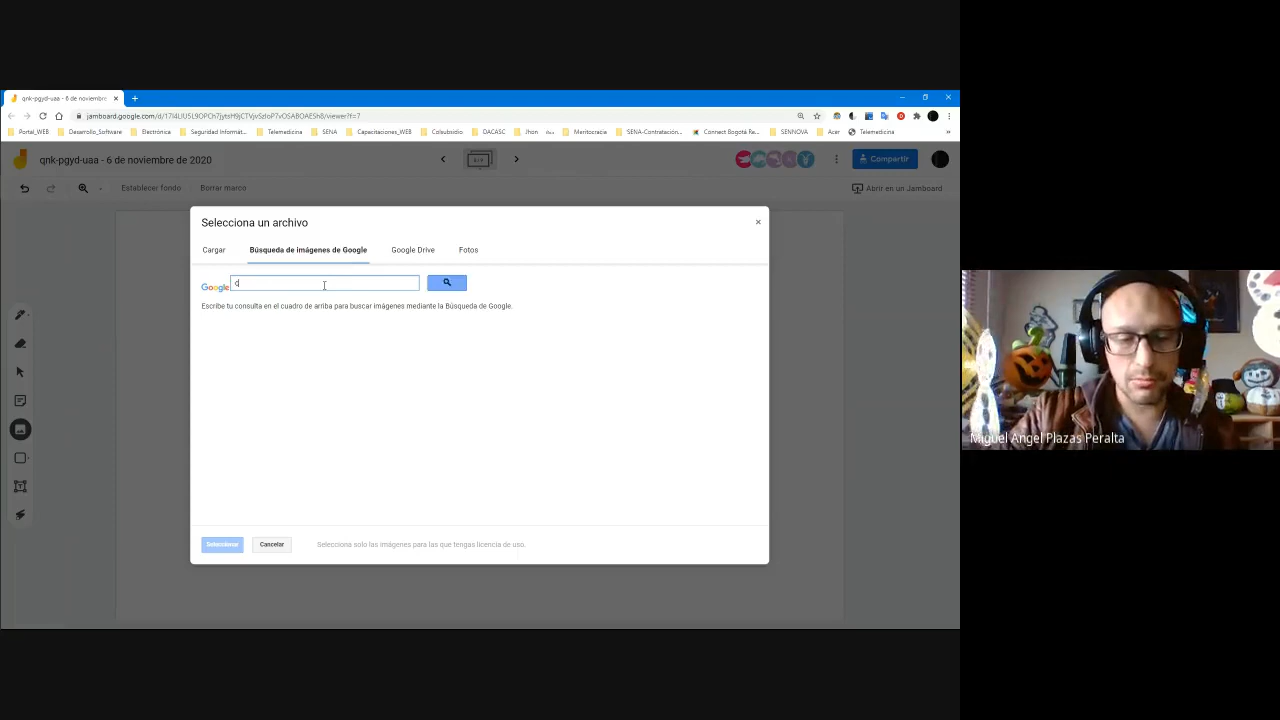 qnk-pgyd-uaa - 6 de noviembre
jamboard.google.com/d/
Portal_WEB
Desarrollo_Software
Electrónica
Seguridad Informát...
Telemedicina
SENA
Capacitaciones_WEB
Colsubsidio
DACASC
Jhon
Meritocracia
SENA-Contratación...
Connect Bogotá Re...
SENNOVA
Acer
Telemedicina
»
qnk-pgyd-uaa - 6 de noviembre de 2020
Compartir
Establecer fondo
Borrar marco
Abrir en un Jamboard
Selecciona un archivo
Cargar
Búsqueda de imágenes de Google
Google Drive
Fotos
Google
Escribe tu consulta en el cuadro de arriba para buscar imágenes mediante la Búsqueda de Google.
Seleccionar
Cancelar
Selecciona solo las imágenes para las que tengas licencia de uso.
Miguel Angel Plazas Peralta